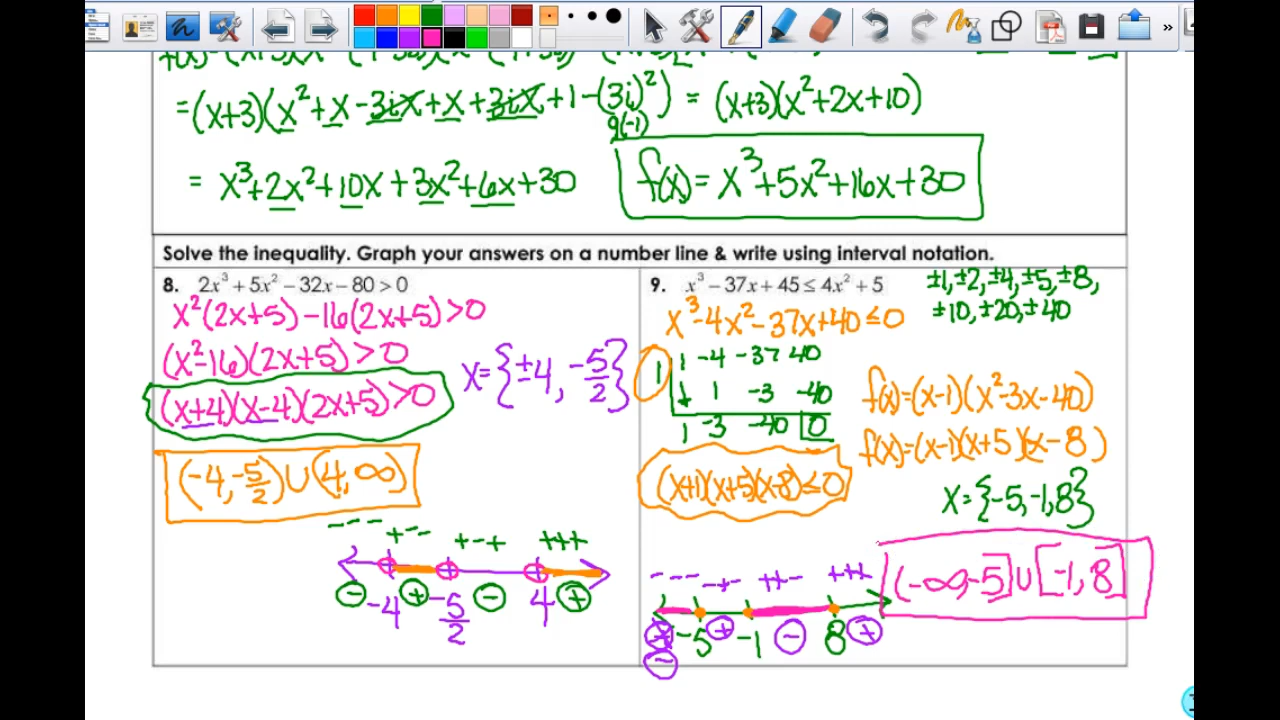 = (x+3)(x² + x - 3ix + x + 3ix + 1 - (3i)²) = (x+3)(x²+2x+10)
9(-1)
= x³+2x²+10x+3x²+6x+30
f(x) = x³+5x²+16x+30
Solve the inequality. Graph your answers on a number line & write using interval notation.
8. 2x³ + 5x² - 32x - 80 > 0
x²(2x+5) - 16(2x+5) > 0
(x²-16)(2x+5) > 0
(x+4)(x-4)(2x+5) > 0
x = {±4, -5/2}
(-4, -5/2) ∪ (4, ∞)
- - - + - - + - + + + +
⊖ ⊕ ⊖ ⊕
-4 -5/2 4
9. x³ - 37x + 45 ≤ 4x² + 5
±1, ±2, ±4, ±5, ±8,
±10, ±20, ±40
x³-4x²-37x+40 ≤ 0
1 1 -4 -37 40
↓ 1 -3 -40
1 -3 -40 0
f(x) = (x-1)(x²-3x-40)
f(x) = (x-1)(x+5)(x-8)
(x+1)(x+5)(x-8) ≤ 0
x = {-5, -1, 8}
(-∞, -5] ∪ [-1, 8]
- - - - + - + + - + + +
-5 ⊕ -1 ⊖ 8 ⊕
⊖
»